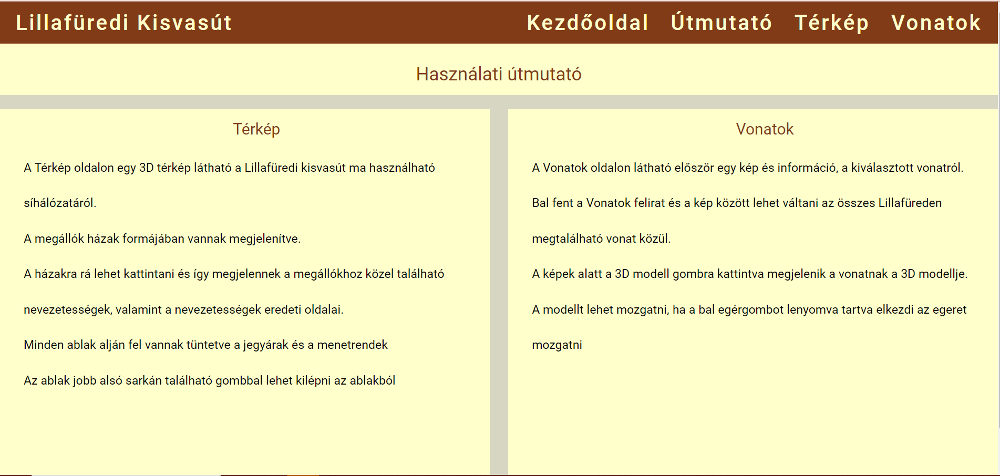 Lillafüredi Kisvasút
Kezdőoldal Útmutató Térkép Vonatok
Használati útmutató
Térkép
A Térkép oldalon egy 3D térkép látható a Lillafüredi kisvasút ma használható
síhálózatáról.
A megállók házak formájában vannak megjelenítve.
A házakra rá lehet kattintani és így megjelennek a megállókhoz közel található
nevezetességek, valamint a nevezetességek eredeti oldalai.
Minden ablak alján fel vannak tüntetve a jegyárak és a menetrendek
Az ablak jobb alsó sarkán található gombbal lehet kilépni az ablakból
Vonatok
A Vonatok oldalon látható először egy kép és információ, a kiválasztott vonatról.
Bal fent a Vonatok felirat és a kép között lehet váltani az összes Lillafüreden
megtalálható vonat közül.
A képek alatt a 3D modell gombra kattintva megjelenik a vonatnak a 3D modellje.
A modellt lehet mozgatni, ha a bal egérgombot lenyomva tartva elkezdi az egeret
mozgatni